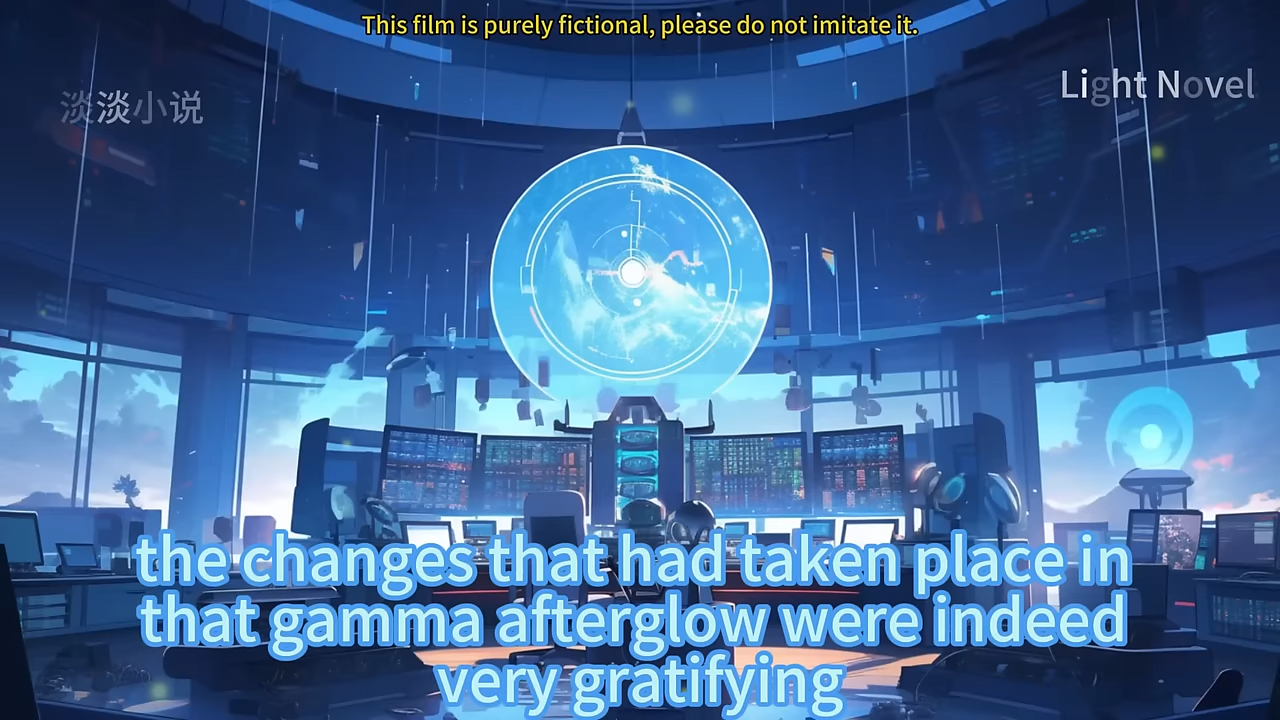 This film is purely fictional, please do not imitate it.
淡淡小说
Light Novel
the changes that had taken place in
that gamma afterglow were indeed
very gratifying